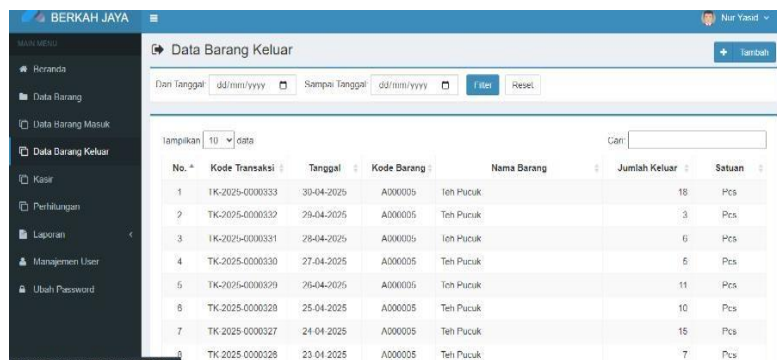 BERKAH JAYA
Nur Yasid
MAIN MENU
Beranda
Data Barang
Data Barang Masuk
Data Barang Keluar
Kasir
Perhitungan
Laporan
Manajemen User
Ubah Password
Data Barang Keluar
+ Tambah
Dari Tanggal: dd/mm/yyyy Sampai Tanggal: dd/mm/yyyy Filter Reset
Tampilkan 10 data Cari:
No. Kode Transaksi Tanggal Kode Barang Nama Barang Jumlah Keluar Satuan
1 TK-2025-0000333 30-04-2025 A000005 Teh Pucuk 18 Pcs
2 TK-2025-0000332 29-04-2025 A000005 Teh Pucuk 3 Pcs
3 TK-2025-0000331 28-04-2025 A000005 Teh Pucuk 6 Pcs
4 TK-2025-0000330 27-04-2025 A000005 Teh Pucuk 5 Pcs
5 TK-2025-0000329 26-04-2025 A000005 Teh Pucuk 11 Pcs
6 TK-2025-0000328 25-04-2025 A000005 Teh Pucuk 10 Pcs
7 TK-2025-0000327 24-04-2025 A000005 Teh Pucuk 15 Pcs
8 TK-2025-0000326 23-04-2025 A000005 Teh Pucuk 7 Pcs